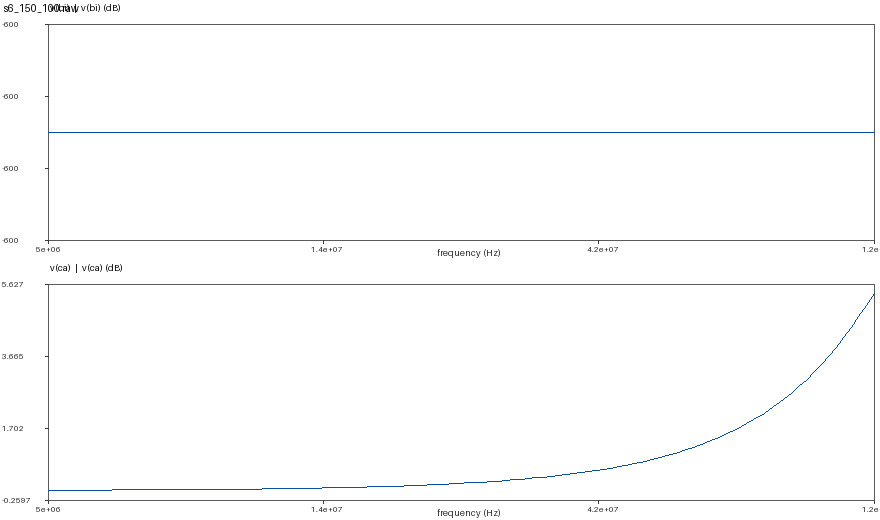 v(bi) (dB)
-600
-600
-600
-600
5e+06
1.4e+07
4.2e+07
1.2e
frequency (Hz)
v(ca) | v(ca) (dB)
5.627
3.665
1.702
-0.2597
5e+06
1.4e+07
4.2e+07
1.2e
frequency (Hz)